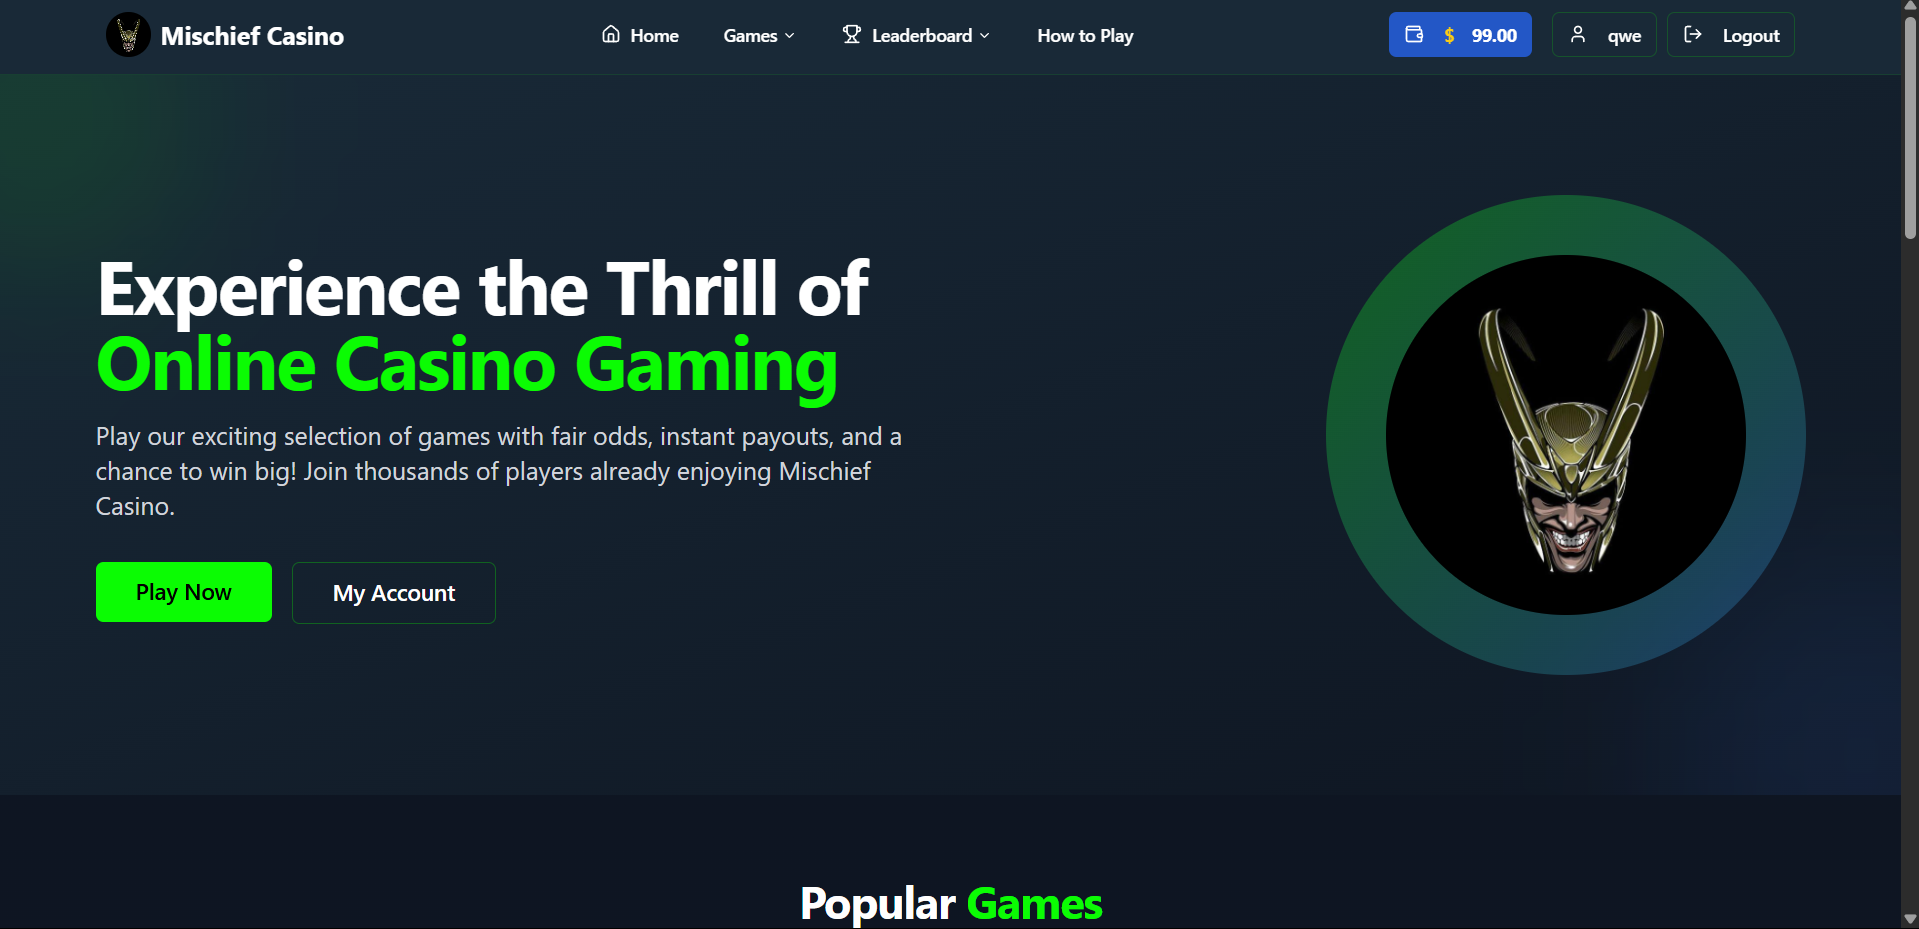 Mischief Casino
Home
Games
Leaderboard
How to Play
$ 99.00
qwe
Logout
Experience the Thrill of
Online Casino Gaming
Play our exciting selection of games with fair odds, instant payouts, and a
chance to win big! Join thousands of players already enjoying Mischief
Casino.
Play Now
My Account
Popular Games